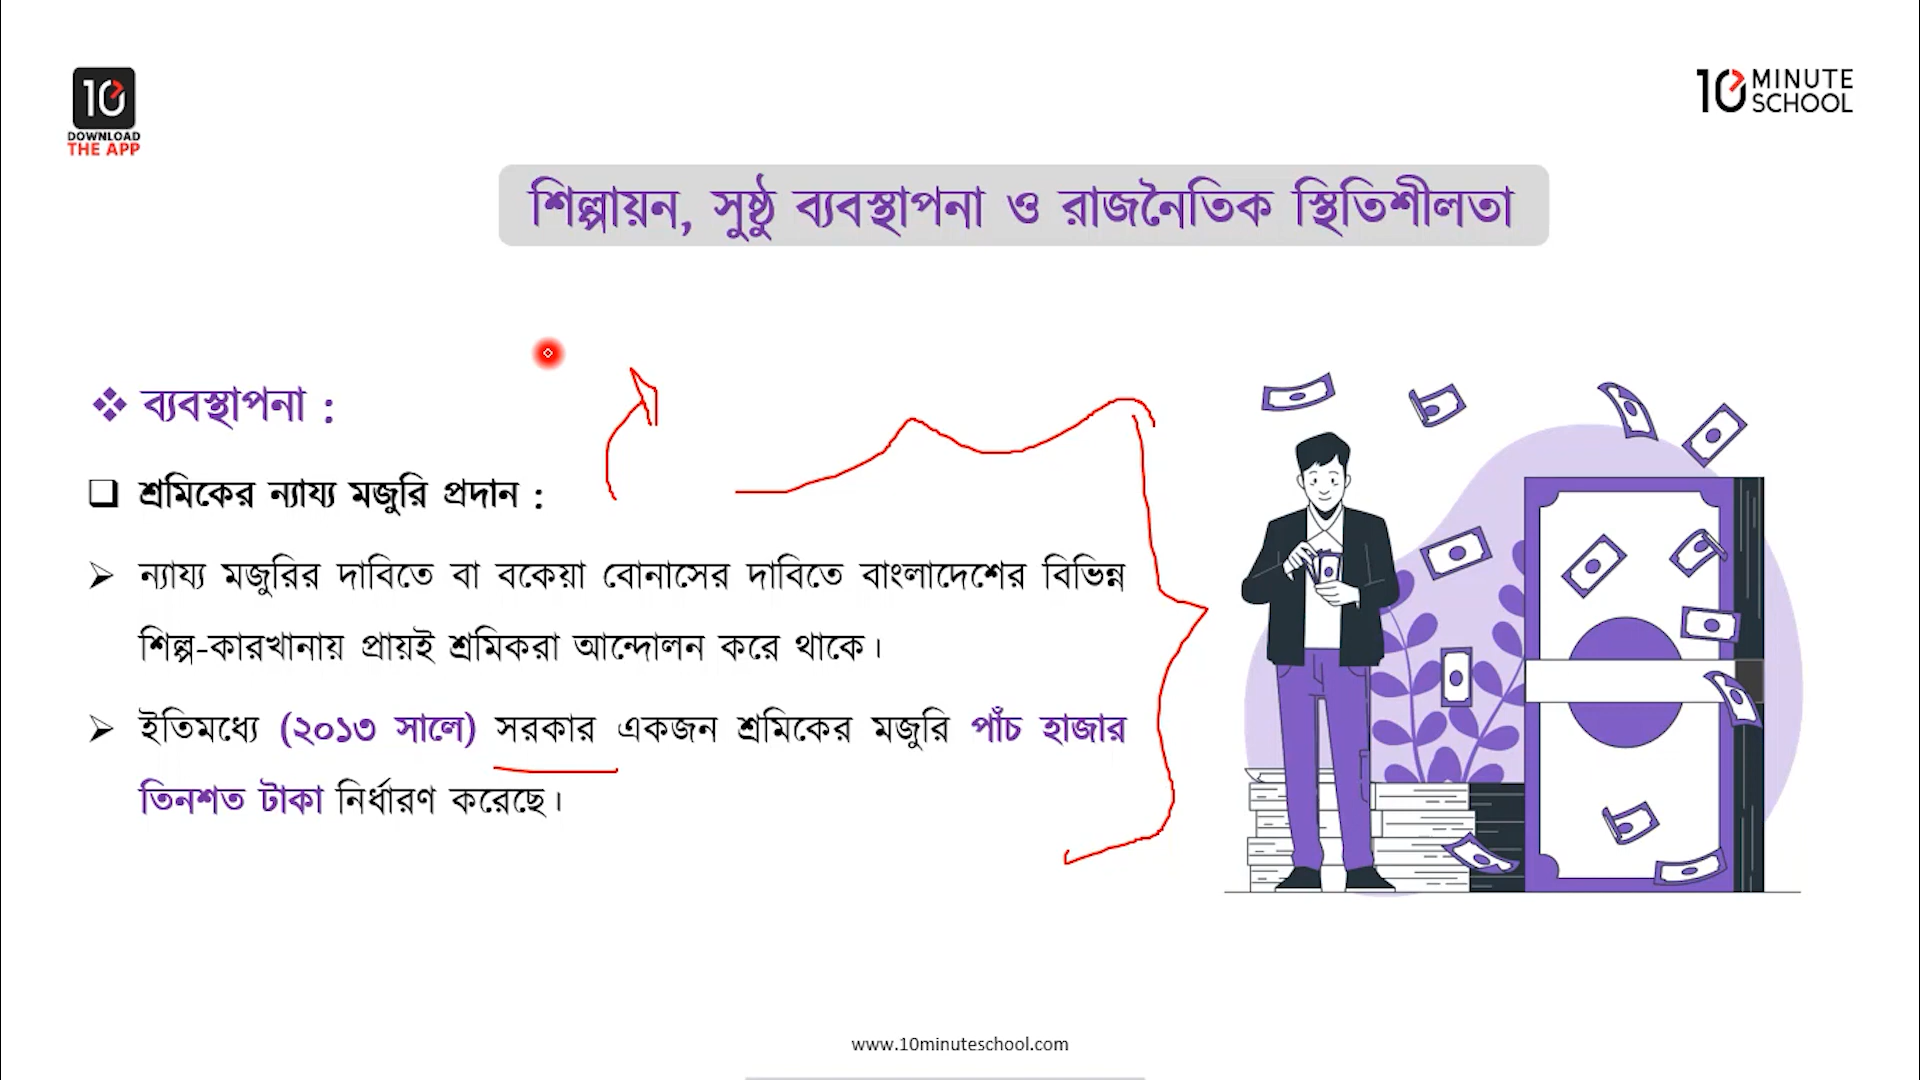 10
DOWNLOAD
THE APP
10 MINUTE
SCHOOL
শিল্পায়ন, সুষ্ঠু ব্যবস্থাপনা ও রাজনৈতিক স্থিতিশীলতা
❖ ব্যবস্থাপনা :
❑ শ্রমিকের ন্যায্য মজুরি প্রদান :
➢ ন্যায্য মজুরির দাবিতে বা বকেয়া বোনাসের দাবিতে বাংলাদেশের বিভিন্ন
শিল্প-কারখানায় প্রায়ই শ্রমিকরা আন্দোলন করে থাকে।
➢ ইতিমধ্যে (২০১৩ সালে) সরকার একজন শ্রমিকের মজুরি পাঁচ হাজার
তিনশত টাকা নির্ধারণ করেছে।
www.10minuteschool.com